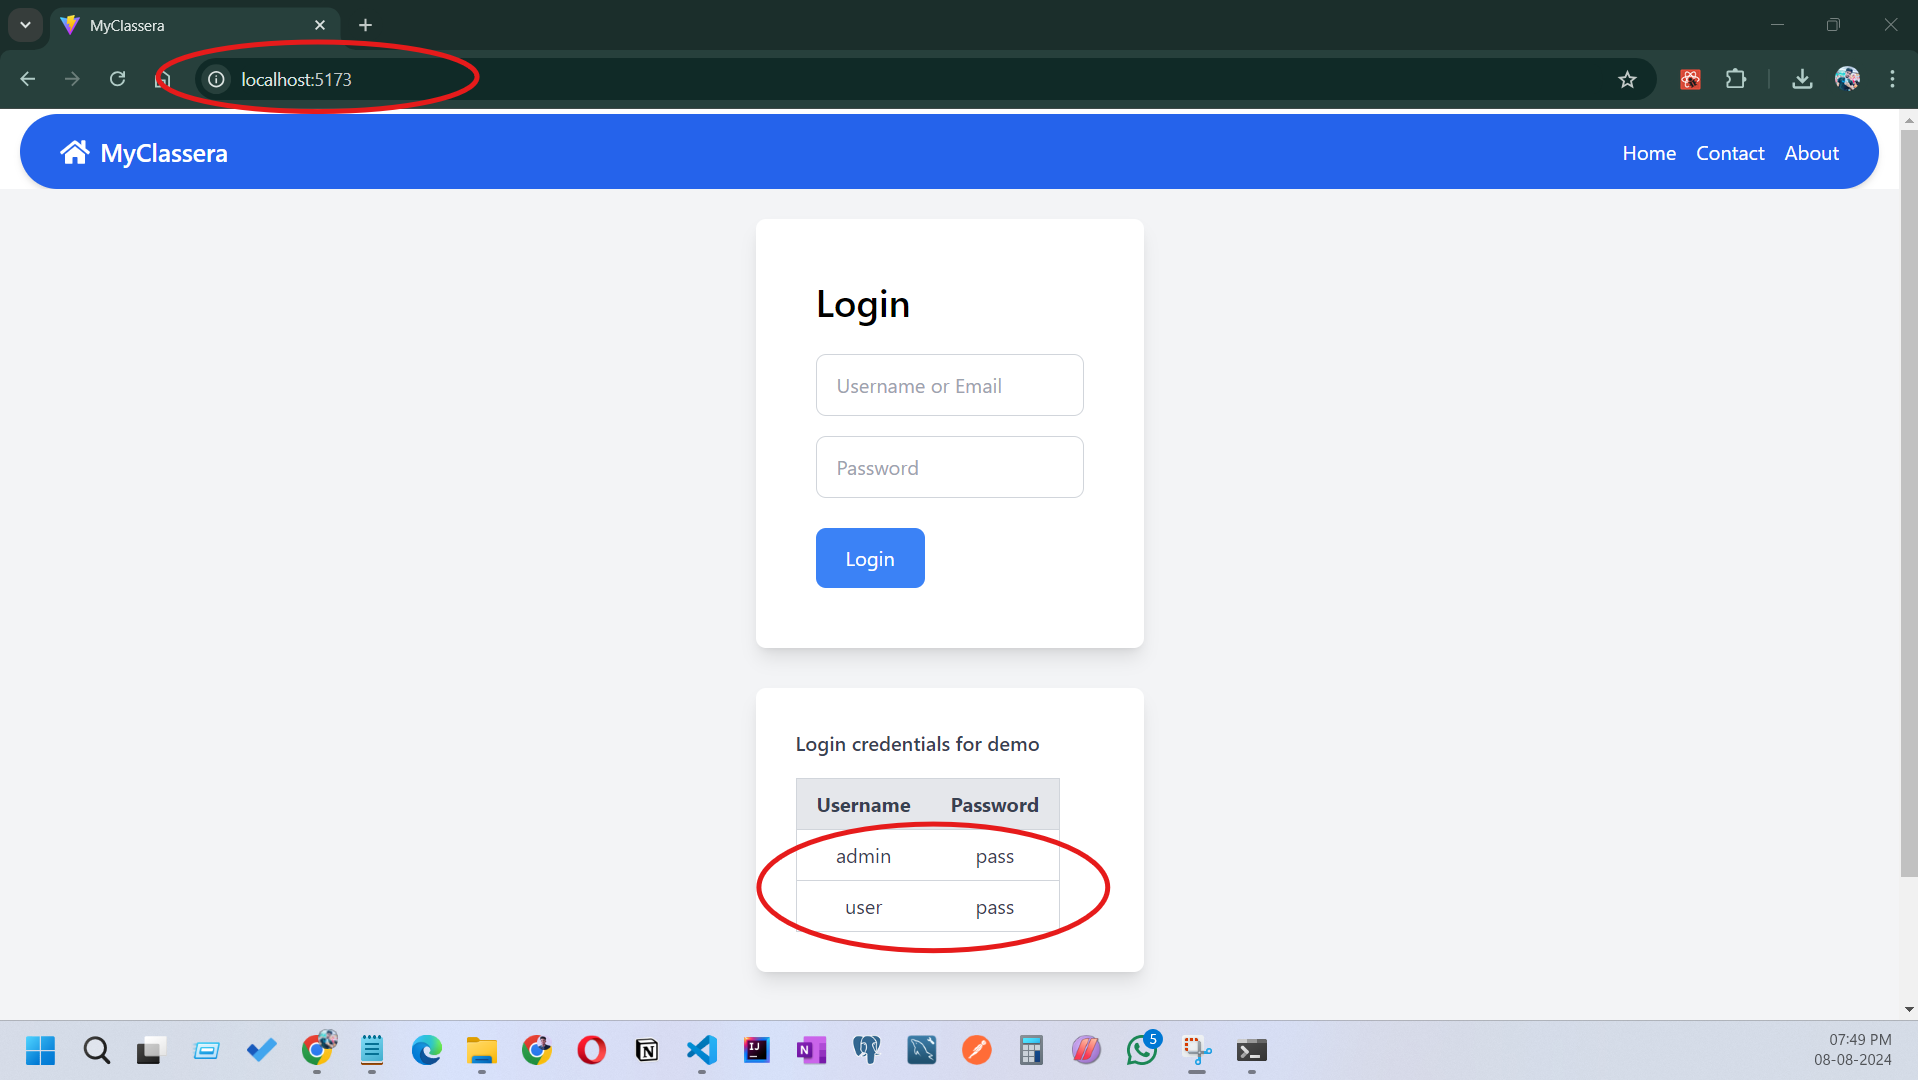 MyClassera
localhost:5173
MyClassera
Home Contact About
Login
Username or Email
Password
Login
Login credentials for demo
Username Password
admin pass
user pass
5
07:49 PM
08-08-2024